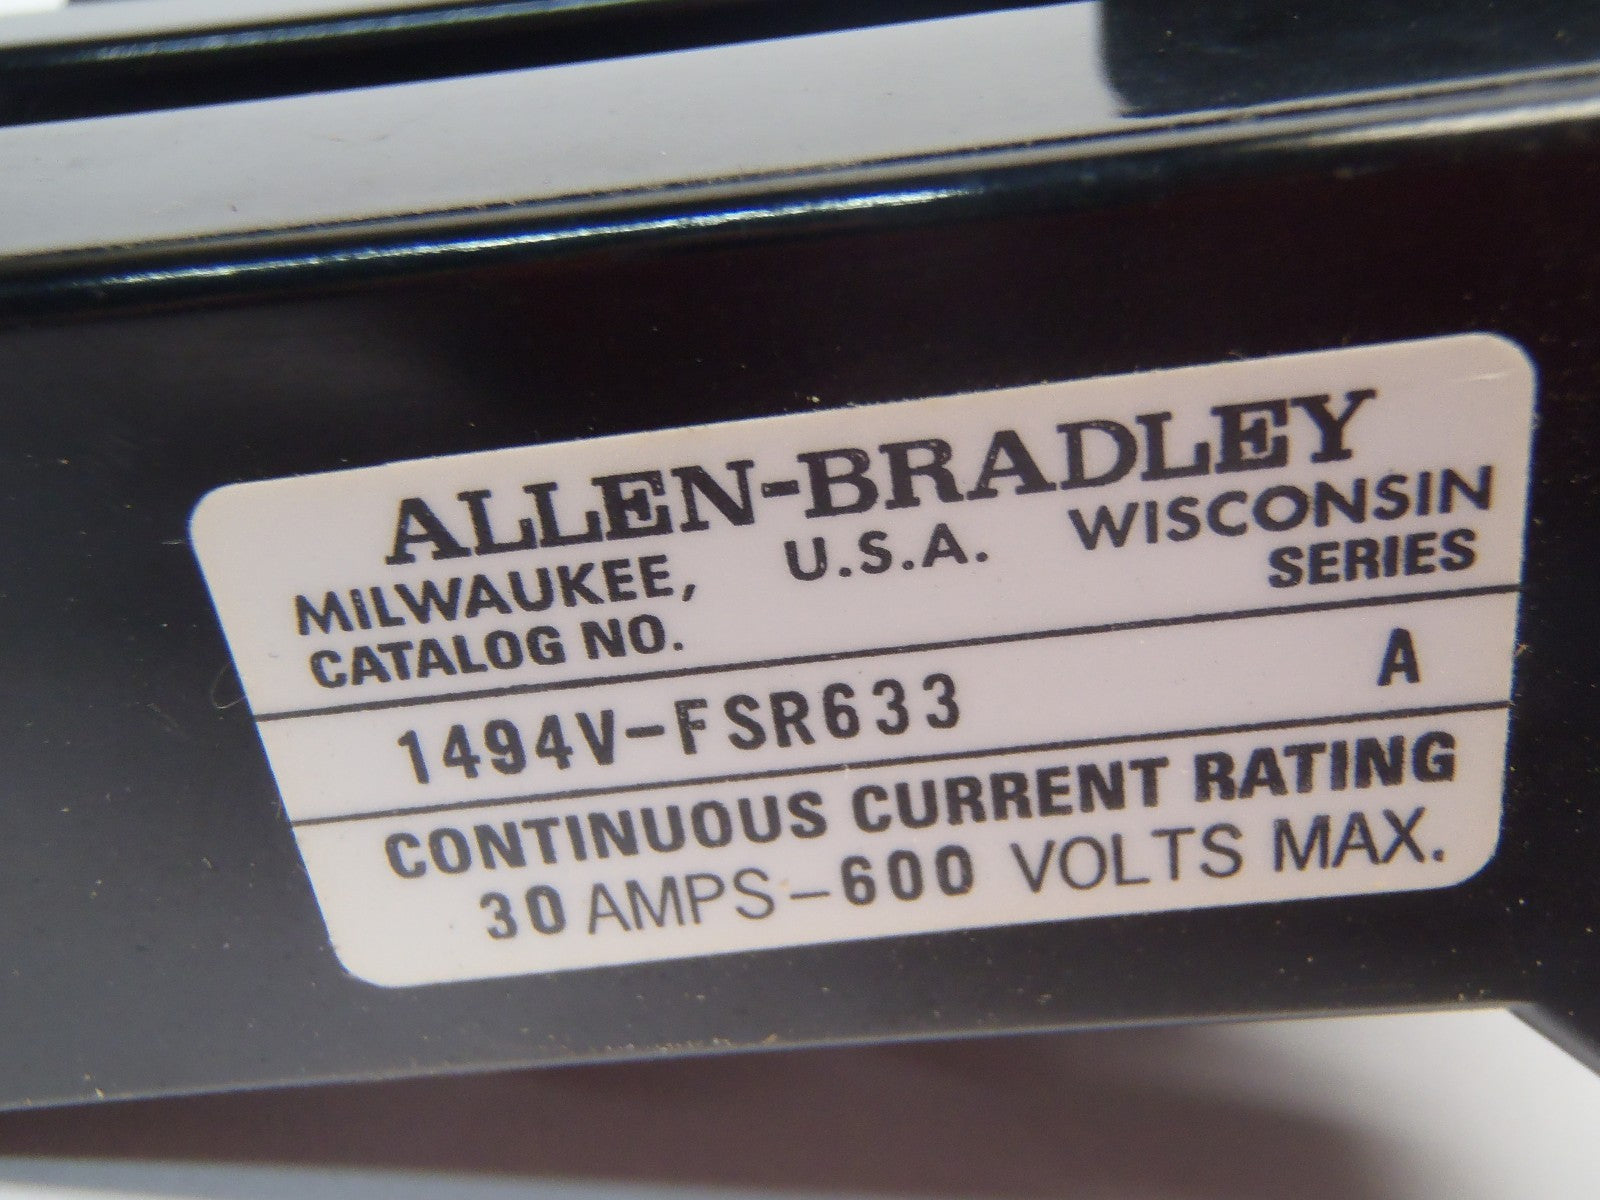 ALLEN-BRADLEY
MILWAUKEE, U.S.A. WISCONSIN
CATALOG NO. SERIES
1494V-FSR633 A
CONTINUOUS CURRENT RATING
30 AMPS-600 VOLTS MAX.